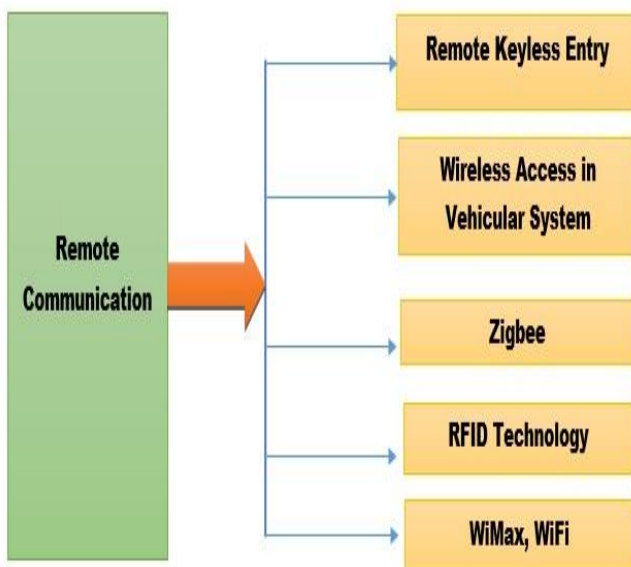 Remote Keyless Entry
Wireless Access in
Vehicular System
Remote
Communication
Zigbee
RFID Technology
WiMax, WiFi